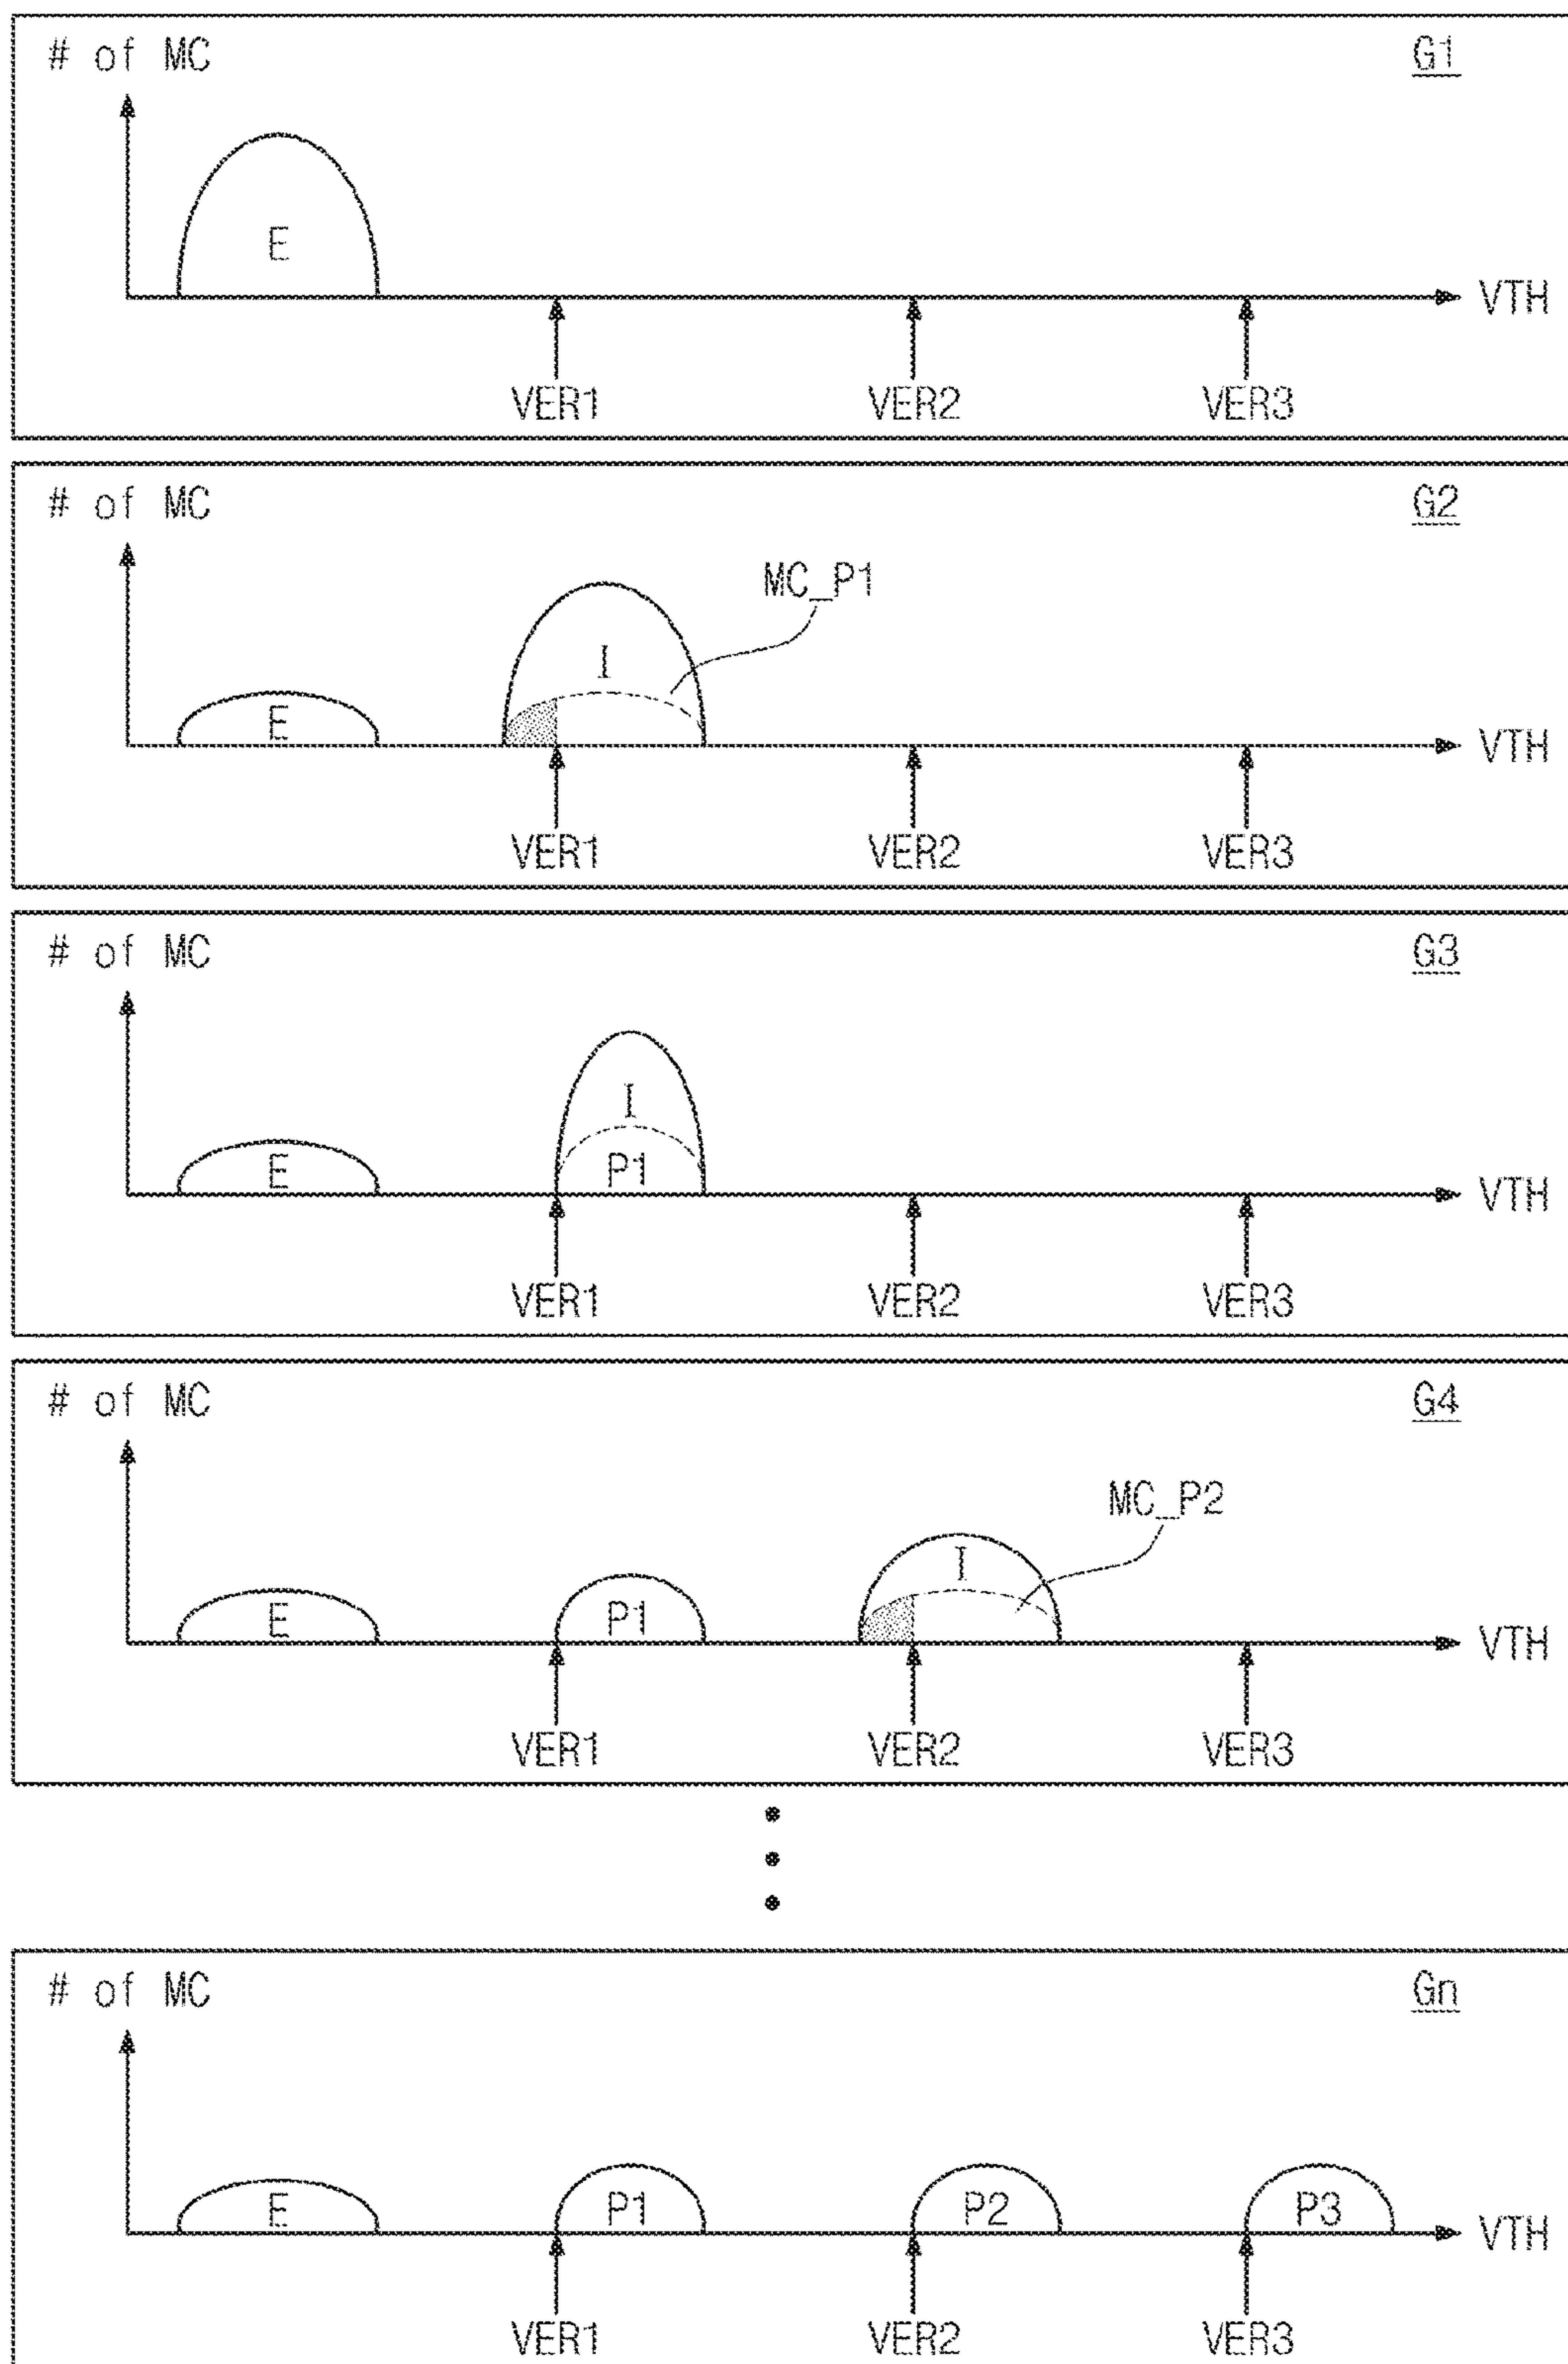 # of MC
G1
E
VTH
VER1 VER2 VER3
# of MC
G2
MC_P1
I
E
VTH
VER1 VER2 VER3
# of MC
G3
I
E P1
VTH
VER1 VER2 VER3
# of MC
G4
MC_P2
I
E P1
VTH
VER1 VER2 VER3
# of MC
Gn
E P1 P2 P3
VTH
VER1 VER2 VER3